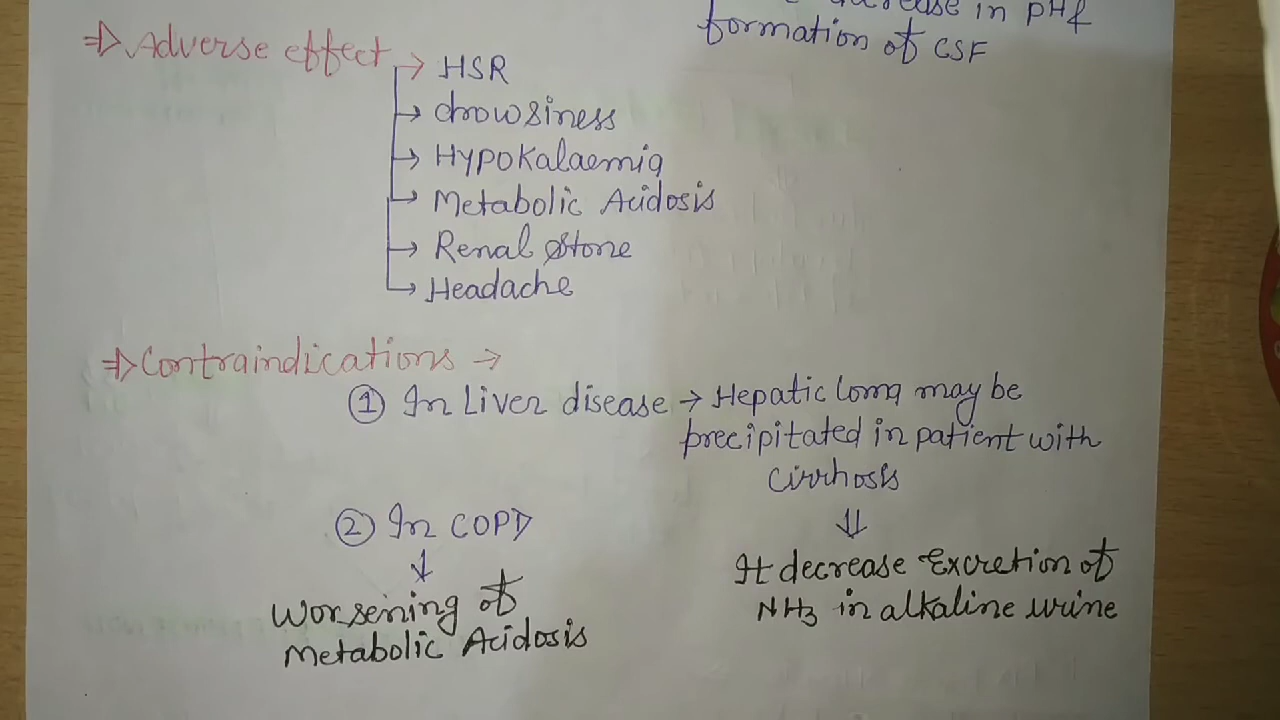 in pH &
formation of CSF
⇒ Adverse effect → HSR
→ drowsiness
→ Hypokalaemia
→ Metabolic Acidosis
→ Renal stone
→ Headache
⇒ Contraindications →
① In Liver disease → Hepatic Coma may be
precipitated in patient with
cirrhosis
⇓
It decrease Excretion of
NH3 in alkaline urine
② In COPD
↓
Worsening of
Metabolic Acidosis